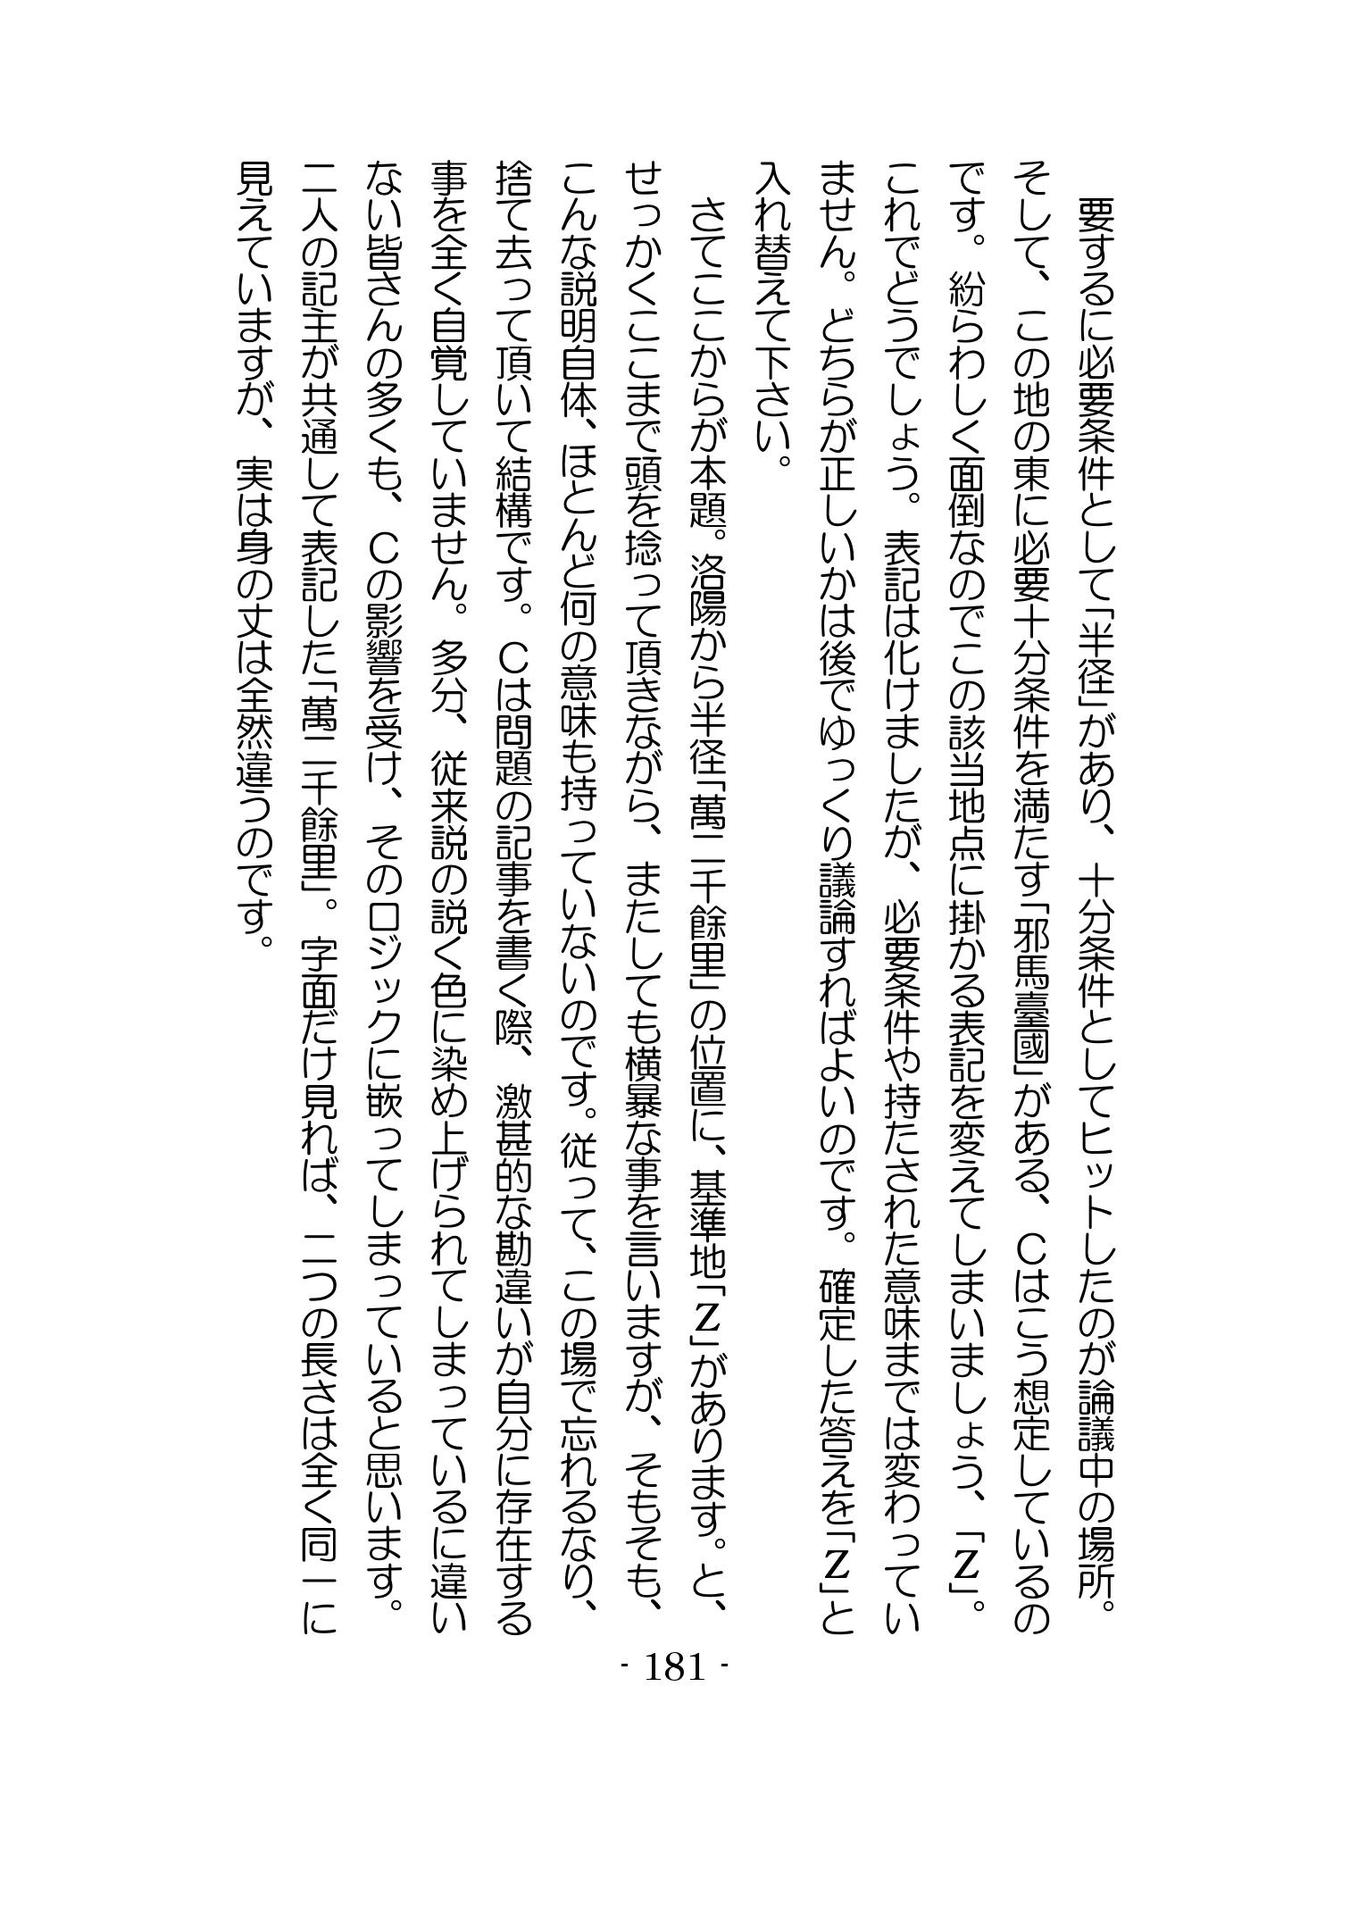 要するに必要条件として「半径」があり、十分条件としてヒットしたのが論議中の場所。
そして、この地の東に必要十分条件を満たす「邪馬臺國」がある、Ｃはこう想定しているの
です。紛らわしく面倒なのでこの該当地点に掛かる表記を変えてしまいましょう、「Z」。
これでどうでしょう。表記は化けましたが、必要条件や持たされた意味までは変わってい
ません。どちらが正しいかは後でゆっくり議論すればよいのです。確定した答えを「Z」と
入れ替えて下さい。
　さてここからが本題。洛陽から半径「萬二千餘里」の位置に、基準地「Z」があります。と、
せっかくここまで頭を捻って頂きながら、またしても横暴な事を言いますが、そもそも、
こんな説明自体、ほとんど何の意味も持っていないのです。従って、この場で忘れるなり、
捨て去って頂いて結構です。Ｃは問題の記事を書く際、激甚的な勘違いが自分に存在する
事を全く自覚していません。多分、従来説の説く色に染め上げられてしまっているに違い
ない皆さんの多くも、Ｃの影響を受け、そのロジックに嵌ってしまっていると思います。
二人の記主が共通して表記した「萬二千餘里」。字面だけ見れば、二つの長さは全く同一に
見えていますが、実は身の丈は全然違うのです。
- 181 -